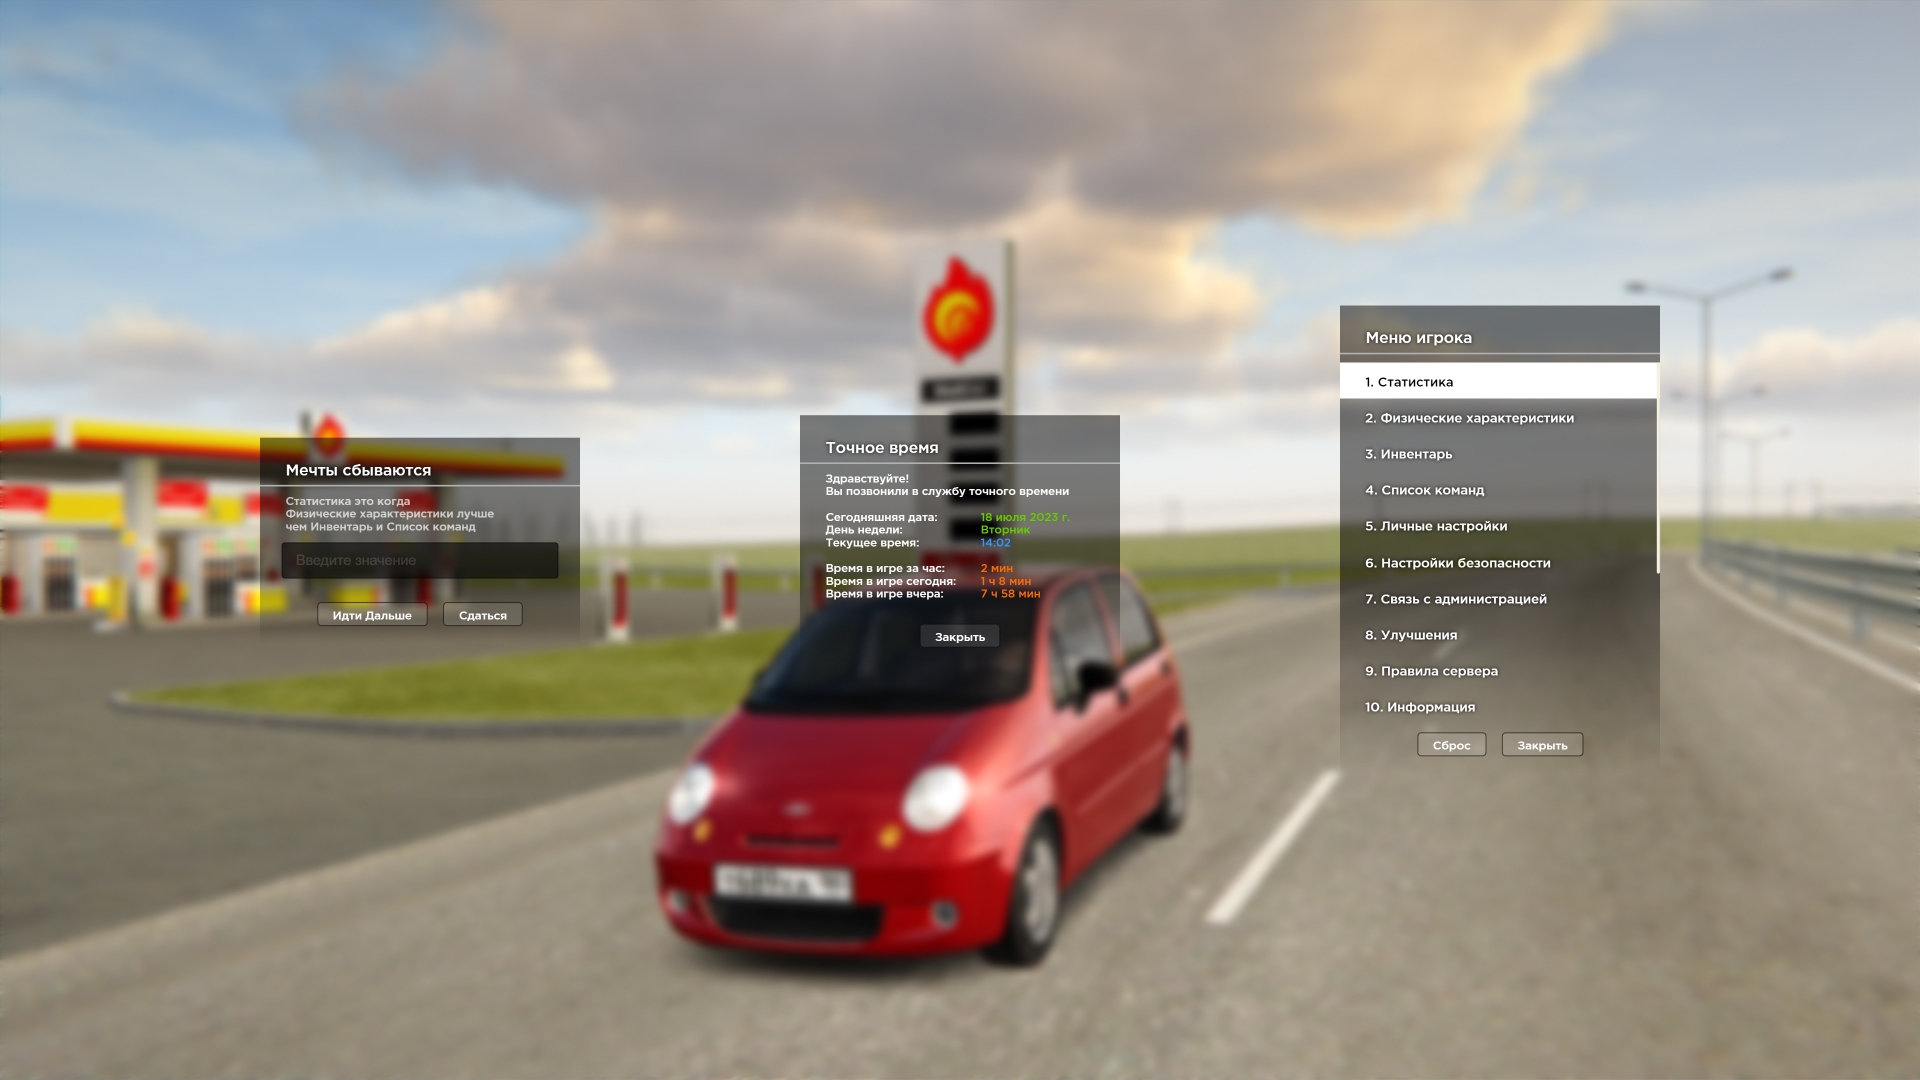 Мечты сбываются
Статистика это когда
Физические характеристики лучше
чем Инвентарь и Список команд
Введите значение
Идти Дальше
Сдаться
Точное время
Здравствуйте!
Вы позвонили в службу точного времени
Сегодняшняя дата: 18 июля 2023 г.
День недели: Вторник
Текущее время: 14:02
Время в игре за час: 2 мин
Время в игре сегодня: 1 ч 8 мин
Время в игре вчера: 7 ч 58 мин
Закрыть
Меню игрока
1. Статистика
2. Физические характеристики
3. Инвентарь
4. Список команд
5. Личные настройки
6. Настройки безопасности
7. Связь с администрацией
8. Улучшения
9. Правила сервера
10. Информация
Сброс
Закрыть